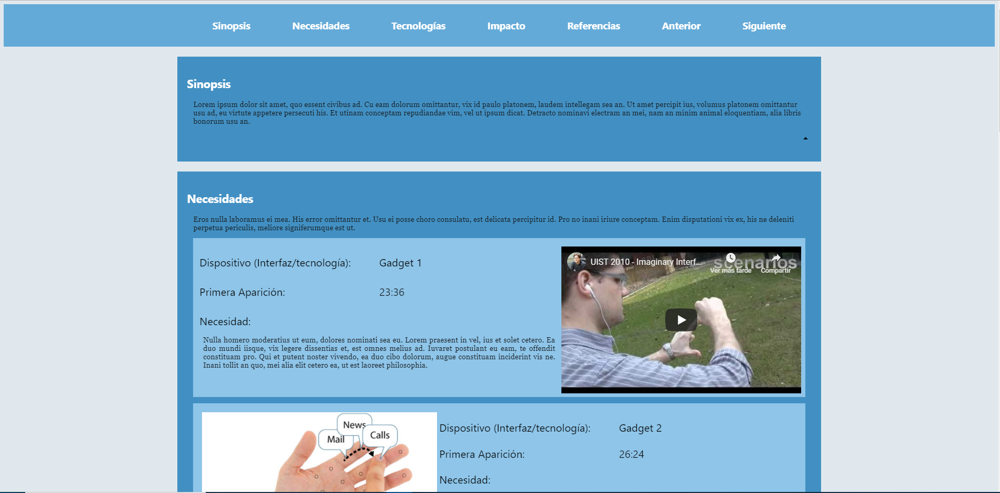 Sinopsis Necesidades Tecnologías Impacto Referencias Anterior Siguiente
Sinopsis
Lorem ipsum dolor sit amet, quo essent civibus ad. Cu eam dolorum omittantur, vix id paulo platonem, laudem intellegam sea an. Ut amet percipit ius, volumus platonem omittantur
usu ad, eu virtute appetere persecuti his. Et utinam conceptam repudiandae vim, vel ut ipsum dicat. Detracto nominavi electram an mei, nam an minim animal eloquentiam, alia libris
bonorum usu an.
Necesidades
Eros nulla laboramus ei mea. His error omittantur et. Usu ei posse choro consulatu, est delicata percipitur id. Pro no inani iriure conceptam. Enim disputationi vix ex, his ne deleniti
perpetua periculis, meliore signiferumque est ut.
Dispositivo (Interfaz/tecnología): Gadget 1
Primera Aparición: 23:36
Necesidad:
Nulla homero moderatius ut eum, dolores nominati sea eu. Lorem praesent in vel, ius et solet cetero. Ea
duo mundi iisque, vix legere dissentias et, est omnes melius ad. Iuvaret postulant eu eam, te offendit
constituam pro. Qui et putent noster vivendo, ea duo cibo dolorum, augue constituam inciderint vis ne.
Inani tollit an quo, mei alia elit cetero ea, ut est laoreet philosophia.
UIST 2010 - Imaginary Interf...
scenarios
Ver más tarde Compartir
News
Mail
Calls
Dispositivo (Interfaz/tecnología): Gadget 2
Primera Aparición: 26:24
Necesidad: